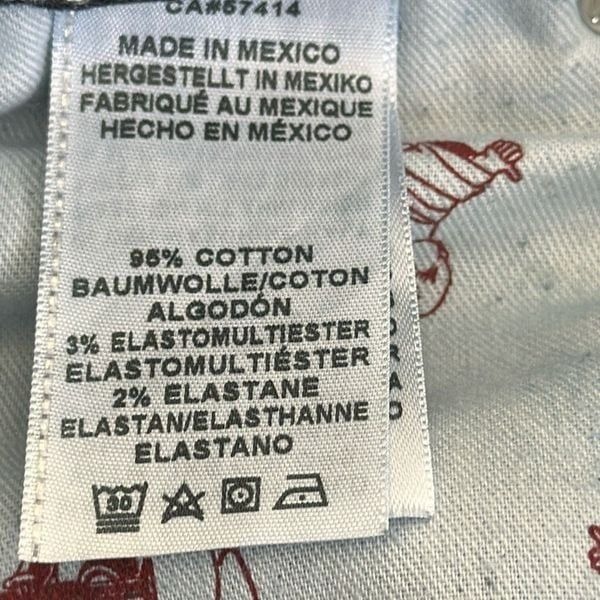 CA#57414
MADE IN MEXICO
HERGESTELLT IN MEXIKO
FABRIQUÉ AU MEXIQUE
HECHO EN MÉXICO
95% COTTON
BAUMWOLLE/COTON
ALGODÓN
3% ELASTOMULTIESTER
ELASTOMULTIÉSTER
2% ELASTANE
ELASTAN/ELASTHANNE
ELASTANO
30